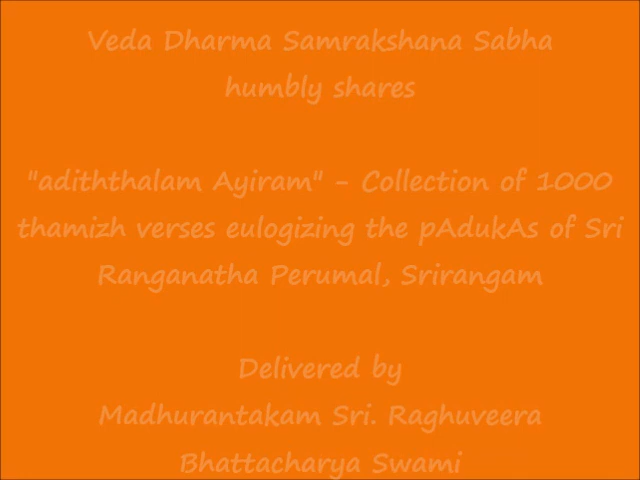 Veda Dharma Samrakshana Sabha
humbly shares
"adiththalam Ayiram" - Collection of 1000
thamizh verses eulogizing the pAdukAs of Sri
Ranganatha Perumal, Srirangam
Delivered by
Madhurantakam Sri. Raghuveera
Bhattacharya Swami